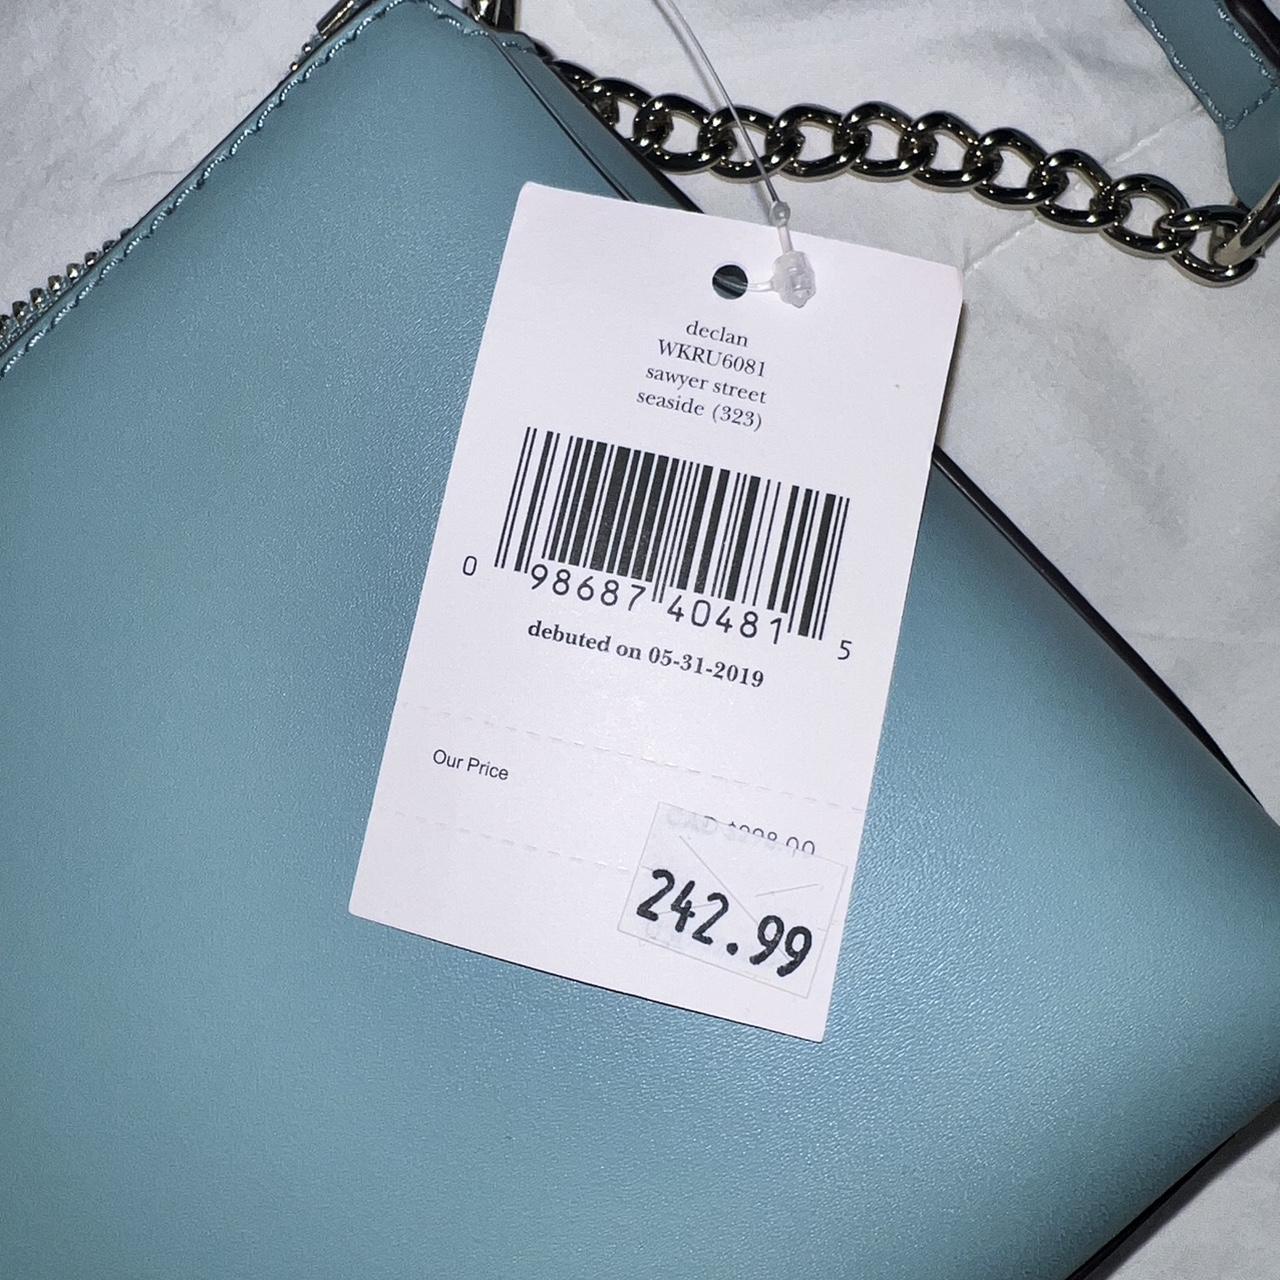 declan
WKRU6081
sawyer street
seaside (323)
0 98687 40481 5
debuted on 05-31-2019
Our Price
242.99